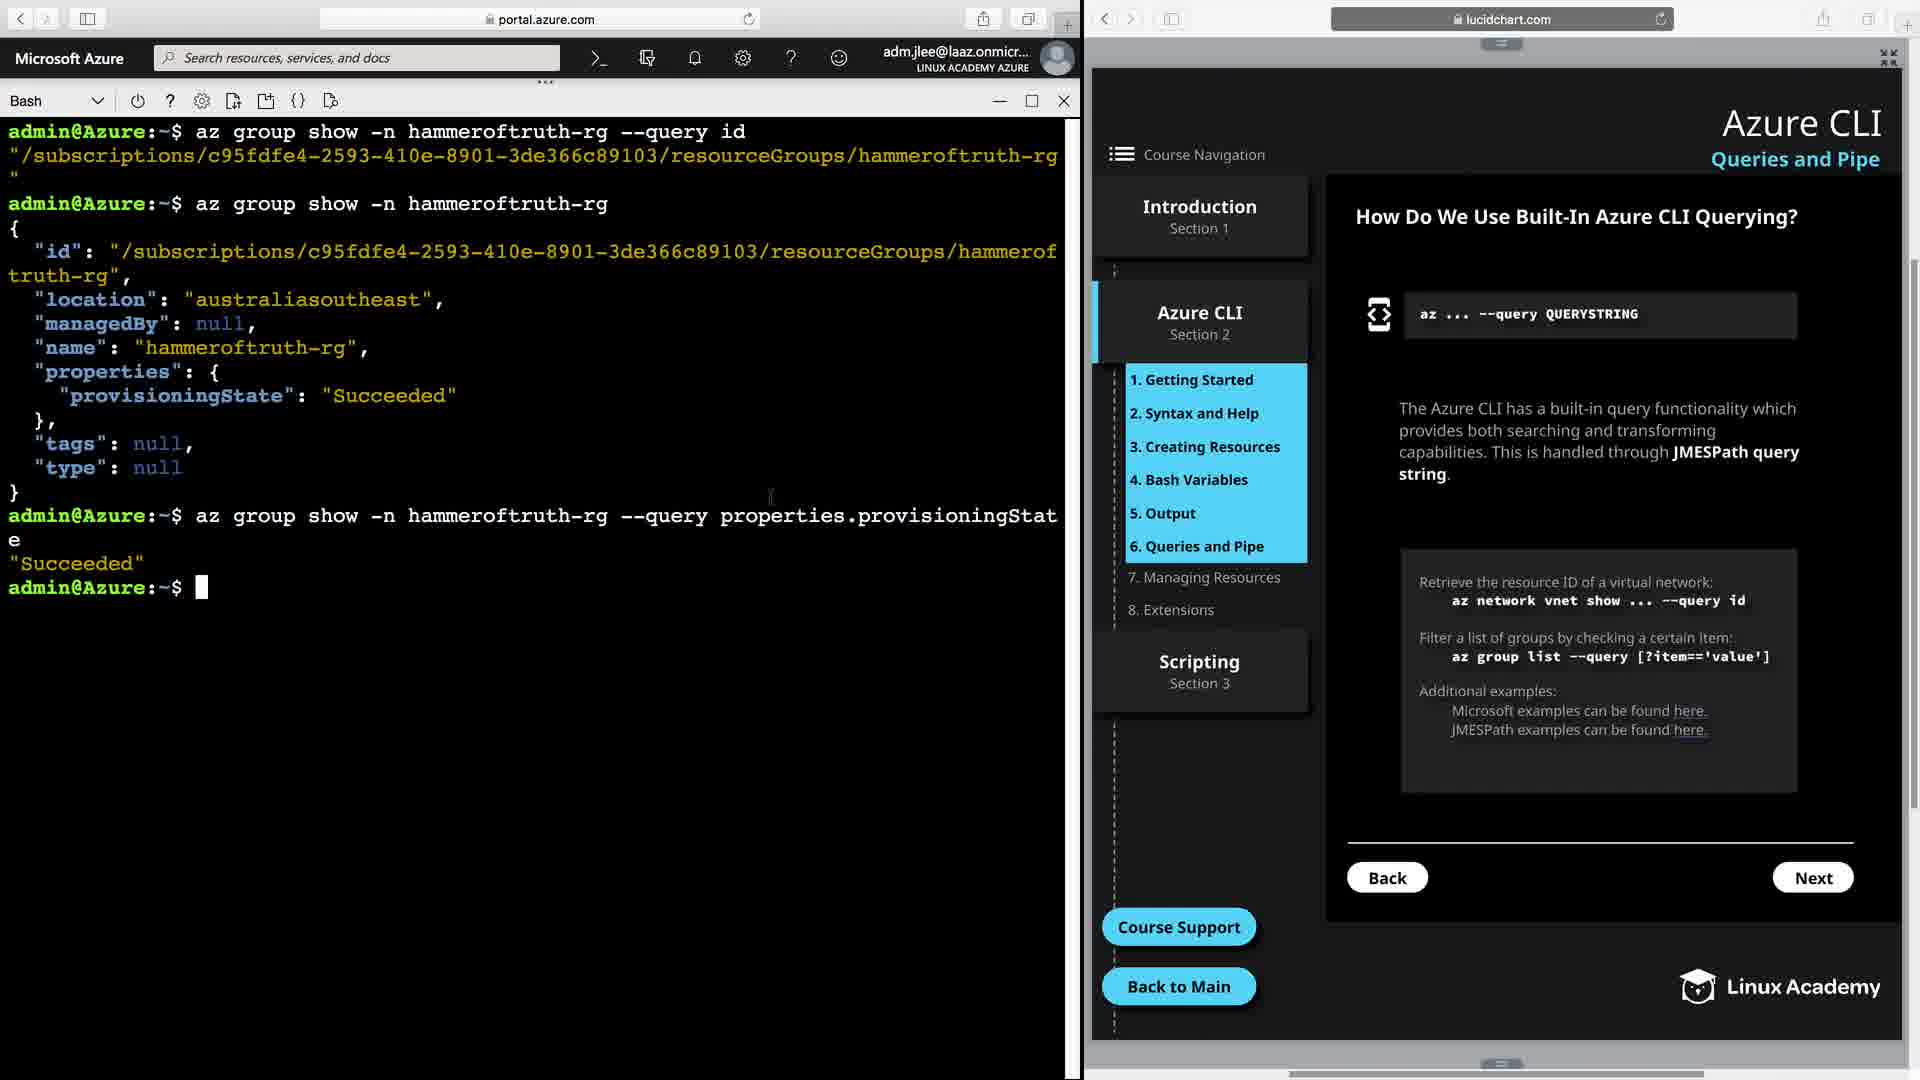 portal.azure.com
Microsoft Azure
Search resources, services, and docs
adm.jlee@laaz.onmicr...
LINUX ACADEMY AZURE
Bash
admin@Azure:~$ az group show -n hammeroftruth-rg --query id
"/subscriptions/c95fdfe4-2593-410e-8901-3de366c89103/resourceGroups/hammeroftruth-rg
"
admin@Azure:~$ az group show -n hammeroftruth-rg
{
"id": "/subscriptions/c95fdfe4-2593-410e-8901-3de366c89103/resourceGroups/hammerof
truth-rg",
"location": "australiasoutheast",
"managedBy": null,
"name": "hammeroftruth-rg",
"properties": {
"provisioningState": "Succeeded"
},
"tags": null,
"type": null
}
admin@Azure:~$ az group show -n hammeroftruth-rg --query properties.provisioningStat
e
"Succeeded"
admin@Azure:~$
lucidchart.com
Azure CLI
Queries and Pipe
Course Navigation
Introduction
Section 1
Azure CLI
Section 2
1. Getting Started
2. Syntax and Help
3. Creating Resources
4. Bash Variables
5. Output
6. Queries and Pipe
7. Managing Resources
8. Extensions
Scripting
Section 3
Course Support
Back to Main
How Do We Use Built-In Azure CLI Querying?
az ... --query QUERYSTRING
The Azure CLI has a built-in query functionality which
provides both searching and transforming
capabilities. This is handled through JMESPath query
string.
Retrieve the resource ID of a virtual network:
az network vnet show ... --query id
Filter a list of groups by checking a certain item:
az group list --query [?item=='value']
Additional examples:
Microsoft examples can be found here.
JMESPath examples can be found here.
Back
Next
Linux Academy